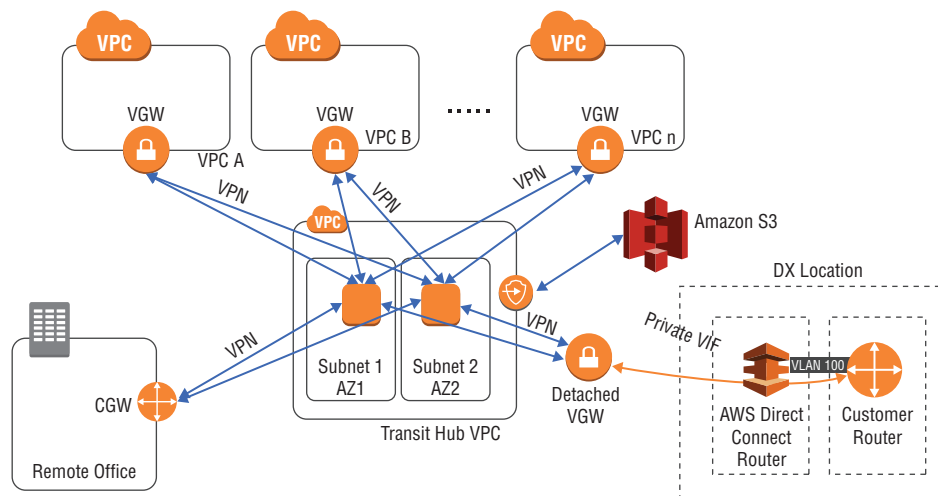 VPC
VPC
VPC
VGW
VGW
VGW
VPC A
VPC B
.....
VPC n
VPN
VPN
VPN
VPC
Amazon S3
DX Location
VPN
VPN
Private VIF
VLAN 100
Subnet 1
AZ1
Subnet 2
AZ2
Detached
VGW
AWS Direct
Connect
Router
Customer
Router
CGW
Transit Hub VPC
Remote Office